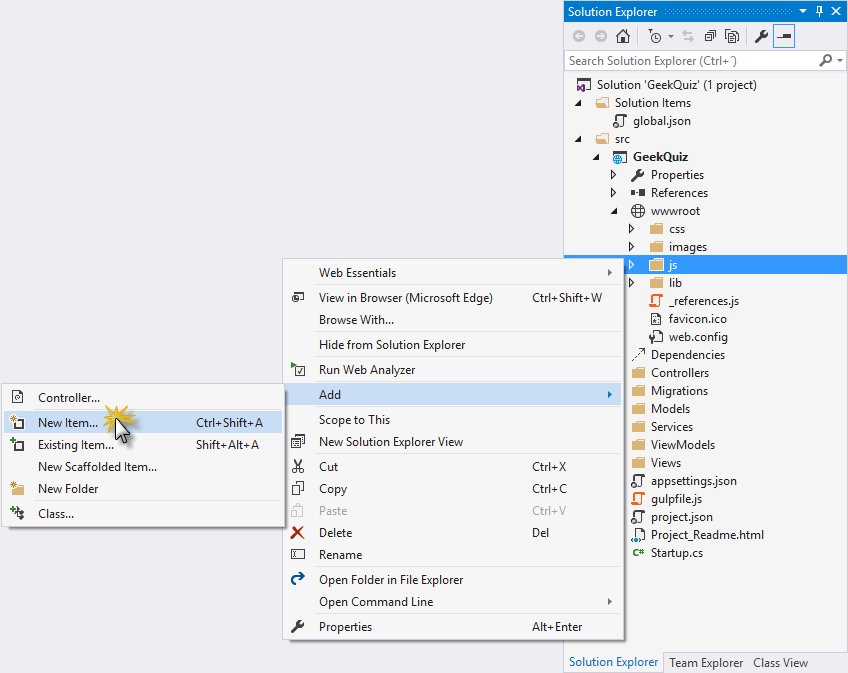 Solution Explorer
Search Solution Explorer (Ctrl+´)
Solution 'GeekQuiz' (1 project)
Solution Items
global.json
src
GeekQuiz
Properties
References
wwwroot
css
images
js
lib
_references.js
favicon.ico
web.config
Dependencies
Controllers
Migrations
Models
Services
ViewModels
Views
appsettings.json
gulpfile.js
project.json
Project_Readme.html
C# Startup.cs
Solution Explorer Team Explorer Class View
Web Essentials
View in Browser (Microsoft Edge) Ctrl+Shift+W
Browse With...
Hide from Solution Explorer
Run Web Analyzer
Add
Scope to This
New Solution Explorer View
Cut Ctrl+X
Copy Ctrl+C
Paste Ctrl+V
Delete Del
Rename
Open Folder in File Explorer
Open Command Line
Properties Alt+Enter
Controller...
New Item... Ctrl+Shift+A
Existing Item... Shift+Alt+A
New Scaffolded Item...
New Folder
Class...